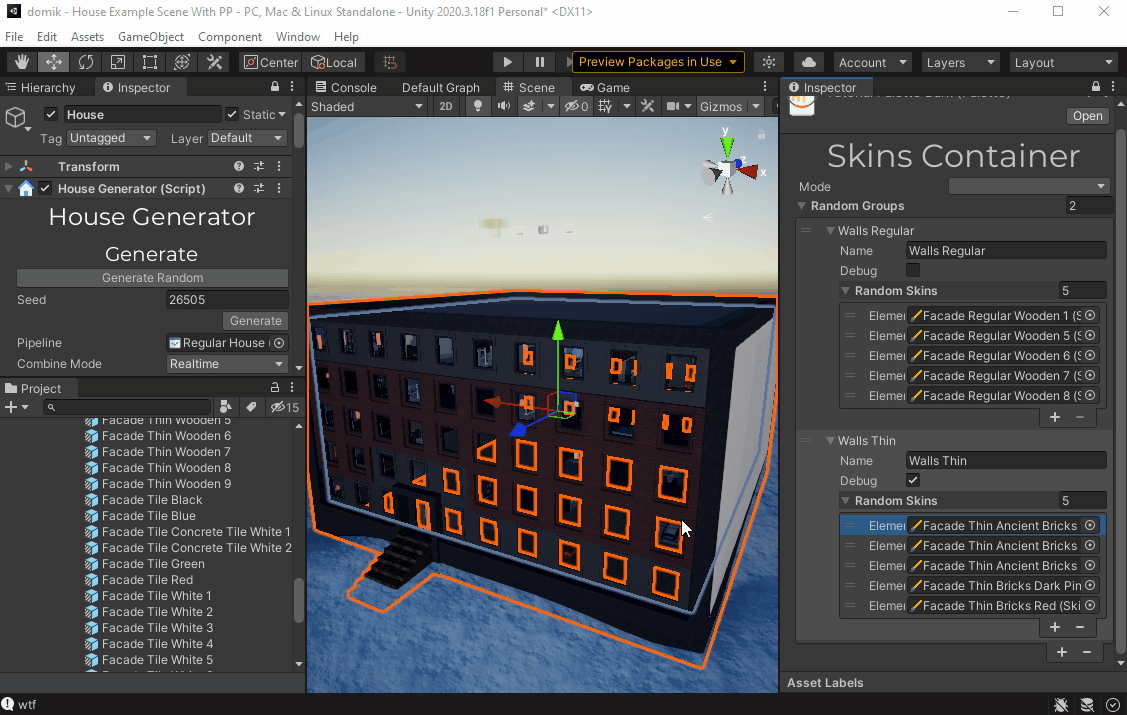 domik - House Example Scene With PP - PC, Mac & Linux Standalone - Unity 2020.3.18f1 Personal* <DX11>
File Edit Assets GameObject Component Window Help
Center Local Preview Packages in Use Account Layers Layout
Hierarchy Inspector
House Static
Tag Untagged Layer Default
Transform
House Generator (Script)
House Generator
Generate
Generate Random
Seed 26505
Generate
Pipeline Regular House (
Combine Mode Realtime
Project
15
Facade Thin Wooden 5
Facade Thin Wooden 6
Facade Thin Wooden 7
Facade Thin Wooden 8
Facade Thin Wooden 9
Facade Tile Black
Facade Tile Blue
Facade Tile Concrete Tile White 1
Facade Tile Concrete Tile White 2
Facade Tile Green
Facade Tile Red
Facade Tile White 1
Facade Tile White 2
Facade Tile White 3
Facade Tile White 4
Facade Tile White 5
wtf
Console Default Graph Scene Game
Shaded 2D 0 Gizmos
y
x
z
Inspector
Open
Skins Container
Mode
Random Groups 2
Walls Regular
Name Walls Regular
Debug
Random Skins 5
Elemer Facade Regular Wooden 1 (S
Elemer Facade Regular Wooden 5 (S
Elemer Facade Regular Wooden 6 (S
Elemer Facade Regular Wooden 7 (S
Elemer Facade Regular Wooden 8 (S
+ −
Walls Thin
Name Walls Thin
Debug
Random Skins 5
Elemer Facade Thin Ancient Bricks
Elemer Facade Thin Ancient Bricks
Elemer Facade Thin Ancient Bricks
Elemer Facade Thin Bricks Dark Pin
Elemer Facade Thin Bricks Red (Ski
+ −
+ −
Asset Labels